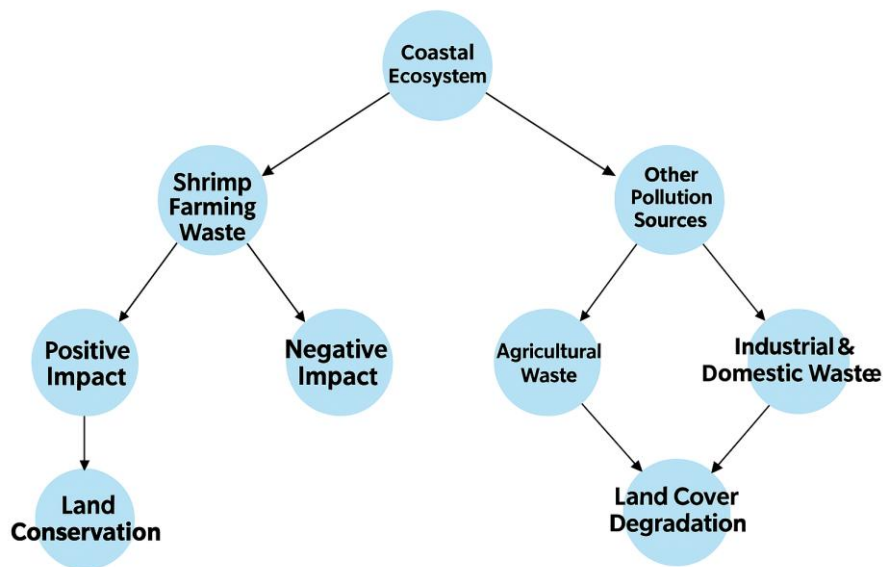 Coastal
Ecosystem
Shrimp
Farming
Waste
Other
Pollution
Sources
Positive
Impact
Negative
Impact
Agricultural
Waste
Industrial &
Domestic Wastee
Land
Conservation
Land Cover
Degradation